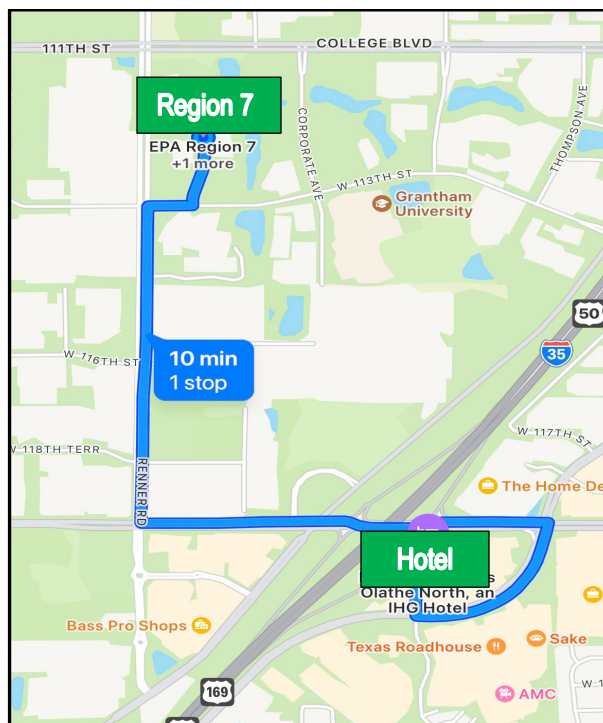 111TH ST
COLLEGE BLVD
Region 7
EPA Region 7
+1 more
CORPORATE AVE
THOMPSON AVE
W 113TH ST
Grantham
University
50
35
10 min
1 stop
W 116TH ST
W 117TH ST
W 118TH TERR
RENNER RD
The Home De
Hotel
s
Olathe North, an
IHG Hotel
Bass Pro Shops
Texas Roadhouse
Sake
169
AMC
W 1